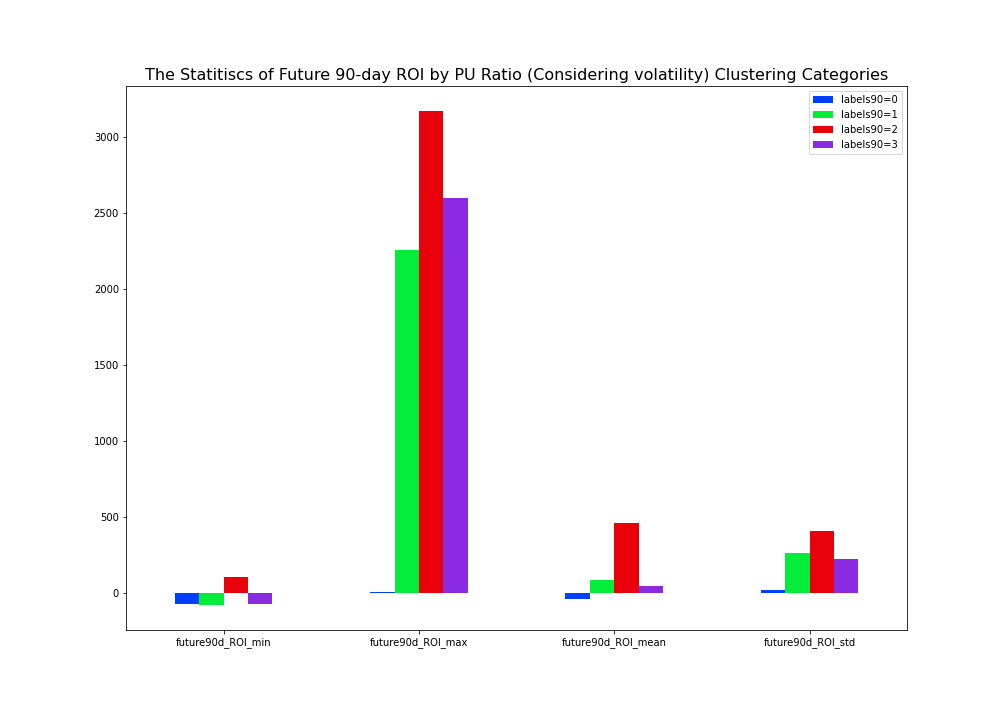 The Statitiscs of Future 90-day ROI by PU Ratio (Considering volatility) Clustering Categories
labels90=0
labels90=1
labels90=2
labels90=3
3000
2500
2000
1500
1000
500
0
future90d_ROI_min
future90d_ROI_max
future90d_ROI_mean
future90d_ROI_std